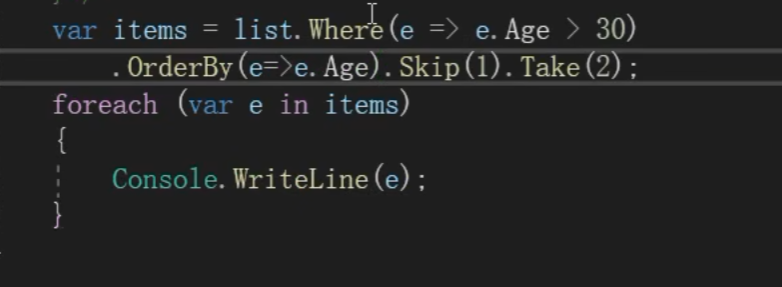 var items = list.Where(e => e.Age > 30)
.OrderBy(e=>e.Age).Skip(1).Take(2);
foreach (var e in items)
{
Console.WriteLine(e);
}